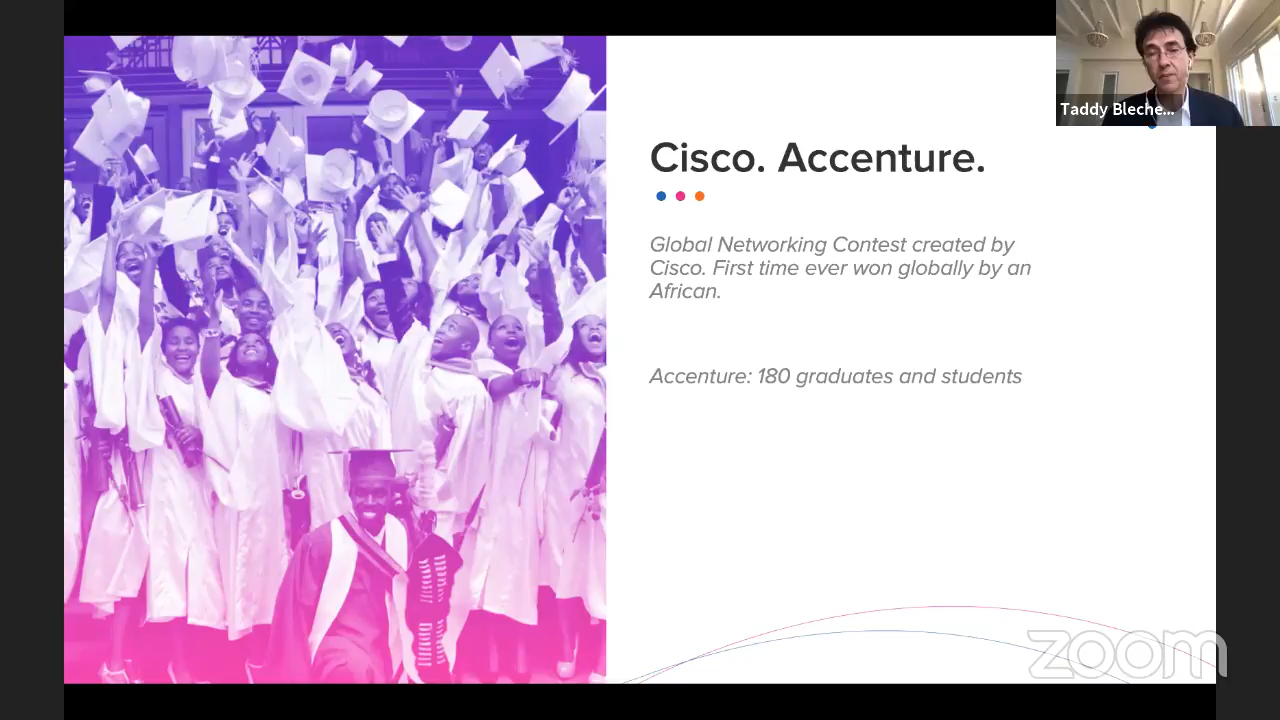 Taddy Bleche...
Cisco. Accenture.
Global Networking Contest created by
Cisco. First time ever won globally by an
African.
Accenture: 180 graduates and students
zoom